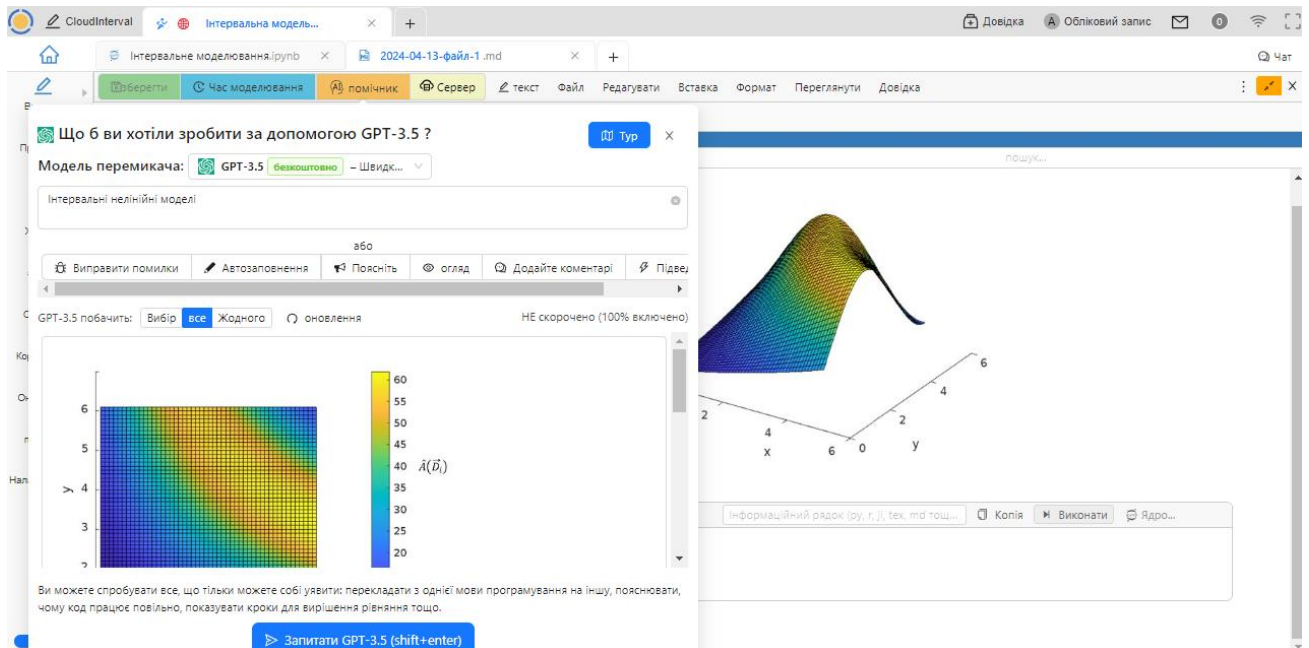 CloudInterval
Інтервальна модель...
Довідка
Обліковий запис
0
Інтервальне моделювання.ipynb
2024-04-13-файл-1 .md
Чат
Зберегти
Час моделювання
помічник
Сервер
текст
Файл
Редагувати
Вставка
Формат
Переглянути
Довідка
Що б ви хотіли зробити за допомогою GPT-3.5 ?
Тур
Модель перемикача:
GPT-3.5 безкоштовно – Швидк...
пошук...
Інтервальні нелінійні моделі
або
Виправити помилки
Автозаповнення
Поясніть
огляд
Додайте коментарі
Підве
GPT-3.5 побачить:
Вибір
все
Жодного
оновлення
НЕ скорочено (100% включено)
6
5
4
3
2
y
60
55
50
45
40
35
30
25
20
2
4
6
x
0
2
4
6
y
Інформаційний рядок (py, r, jl, tex, md тощ...
Копія
Виконати
Ядро...
Ви можете спробувати все, що тільки можете собі уявити: перекладати з однієї мови програмування на іншу, пояснювати,
чому код працює повільно, показувати кроки для вирішення рівняння тощо.
Запитати GPT-3.5 (shift+enter)